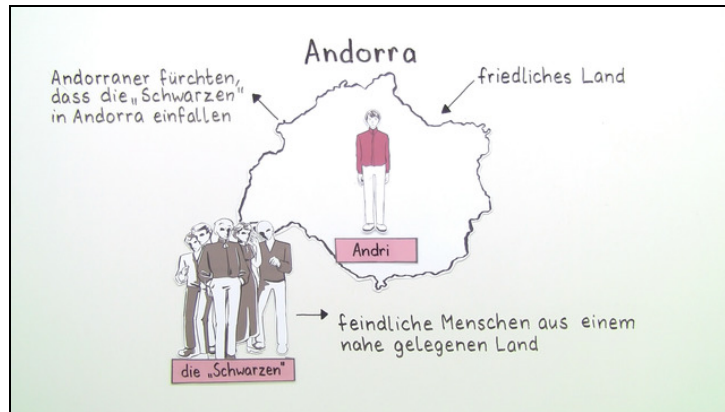 Andorra
Andorraner fürchten,
dass die „Schwarzen"
in Andorra einfallen
friedliches Land
Andri
feindliche Menschen aus einem
nahe gelegenen Land
die „Schwarzen"